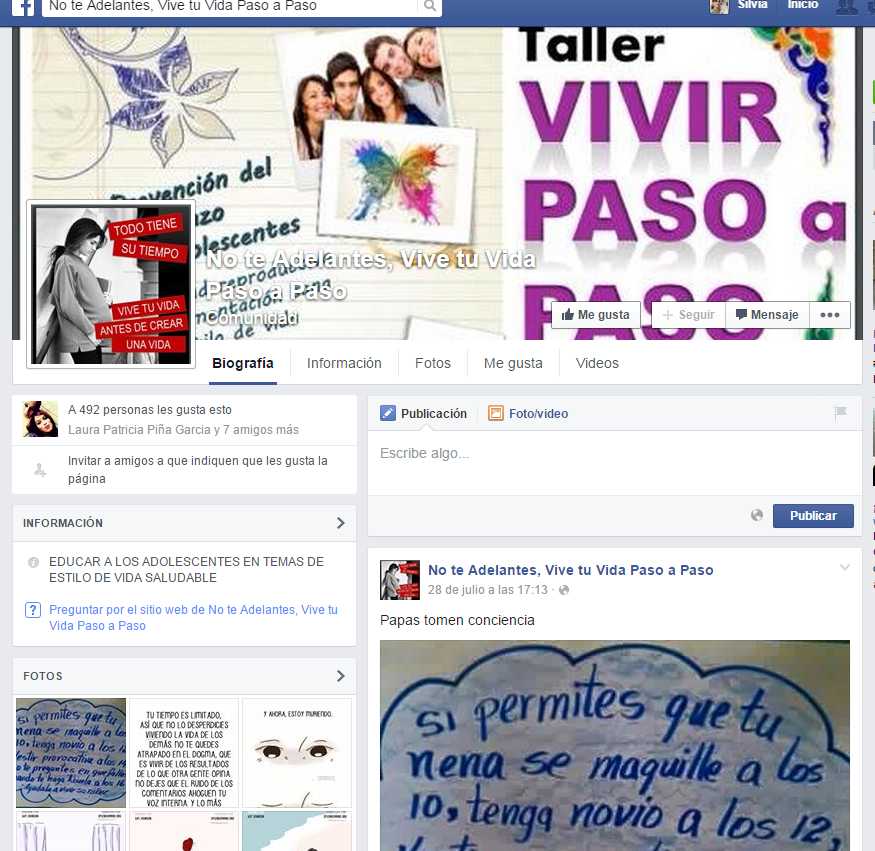 No te Adelantes, Vive tu Vida Paso a Paso
Silvia
Inicio
Taller
VIVIR
PASO a
PASO
Prevención del
dolescentes
TODO TIENE
SU TIEMPO
VIVE TU VIDA
ANTES DE CREAR
UNA VIDA
No te Adelantes, Vive tu Vida
Paso a Paso
Comunidad
Me gusta
+ Seguir
Mensaje
•••
Biografía
Información
Fotos
Me gusta
Videos
A 492 personas les gusta esto
Laura Patricia Piña Garcia y 7 amigos más
Invitar a amigos a que indiquen que les gusta la
página
INFORMACIÓN
EDUCAR A LOS ADOLESCENTES EN TEMAS DE
ESTILO DE VIDA SALUDABLE
Preguntar por el sitio web de No te Adelantes, Vive tu
Vida Paso a Paso
FOTOS
si permites que tu
nena se maquille a los
10, tenga novio a los 12
TU TIEMPO ES LIMITADO,
ASÍ QUE NO LO DESPERDICIES
VIVIENDO LA VIDA DE LOS
DEMÁS. NO TE QUEDES
ATRAPADO EN EL DOGMA, QUE
ES VIVIR DE LOS RESULTADOS
DE LO QUE OTRA GENTE OPINA.
NO DEJES QUE EL RUIDO DE LOS
COMENTARIOS AHOGUEN TU
VOZ INTERNA. Y LO MÁS
Y AHORA, ESTOY MURIENDO.
Publicación
Foto/video
Escribe algo...
Publicar
No te Adelantes, Vive tu Vida Paso a Paso
28 de julio a las 17:13 ·
Papas tomen conciencia
si permites que tu
nena se maquille a los
10, tenga novio a los 12,